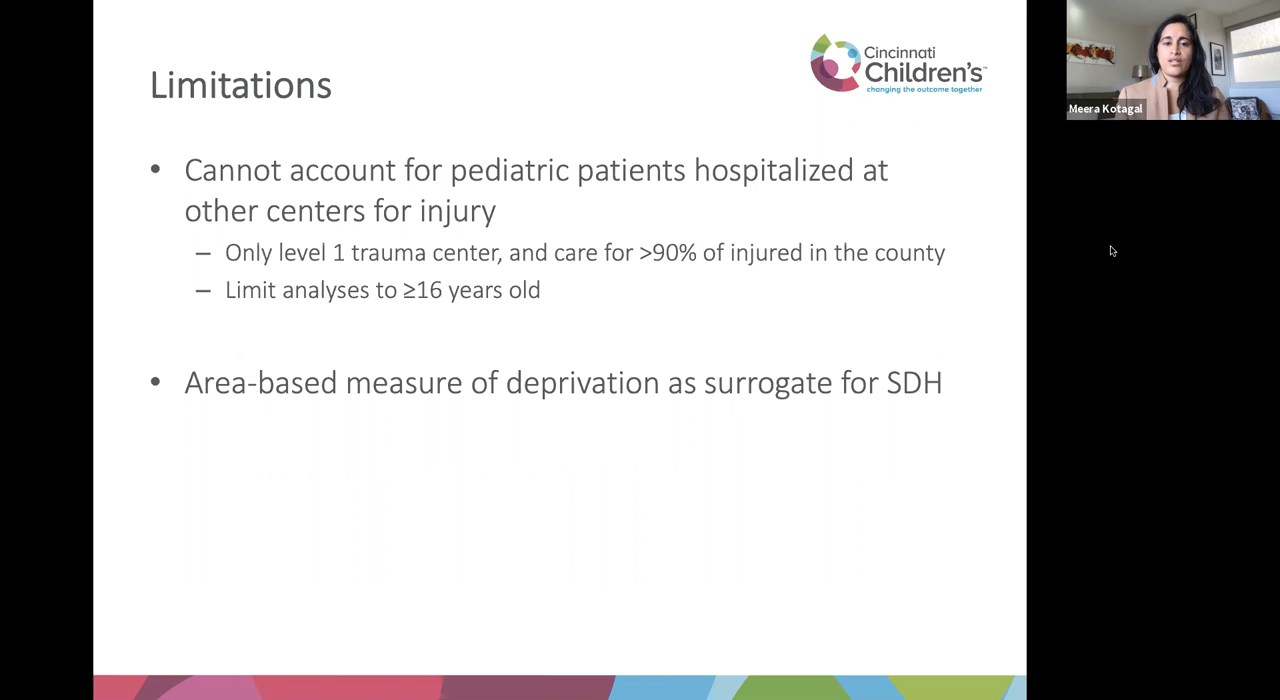 Limitations
Cincinnati
Children's™
changing the outcome together
Meera Kotagal
• Cannot account for pediatric patients hospitalized at
other centers for injury
– Only level 1 trauma center, and care for >90% of injured in the county
– Limit analyses to ≥16 years old
• Area-based measure of deprivation as surrogate for SDH